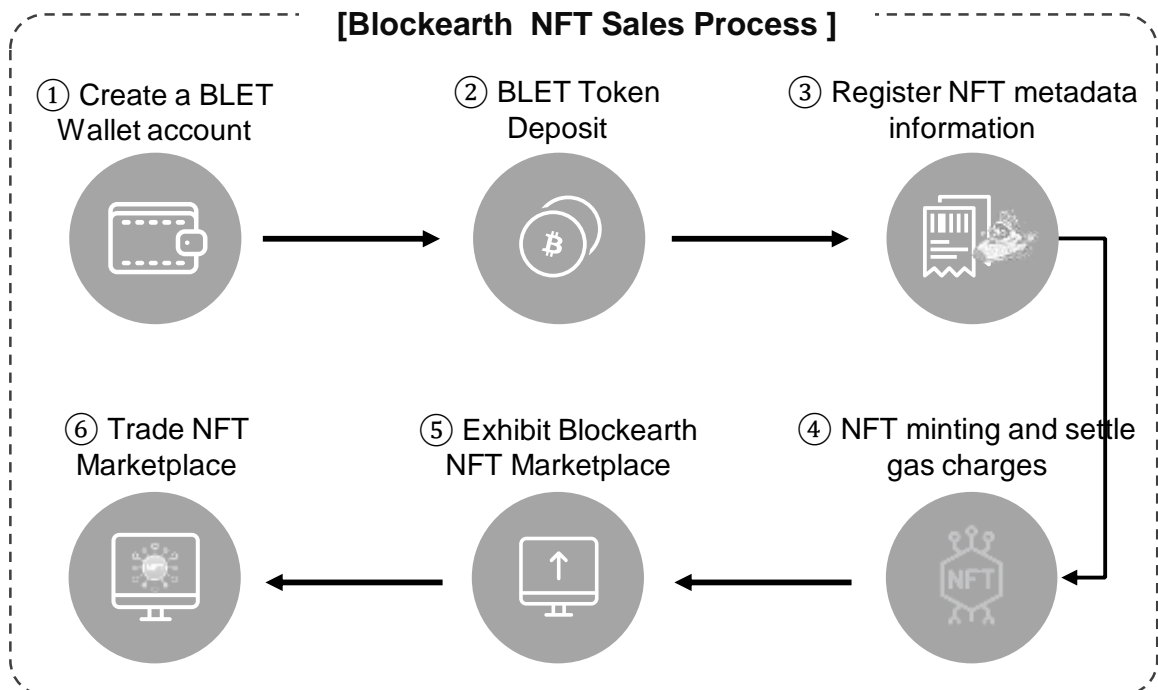 [Blockearth NFT Sales Process ]
① Create a BLET
Wallet account
② BLET Token
Deposit
③ Register NFT metadata
information
④ NFT minting and settle
gas charges
NFT
⑤ Exhibit Blockearth
NFT Marketplace
⑥ Trade NFT
Marketplace
NFT